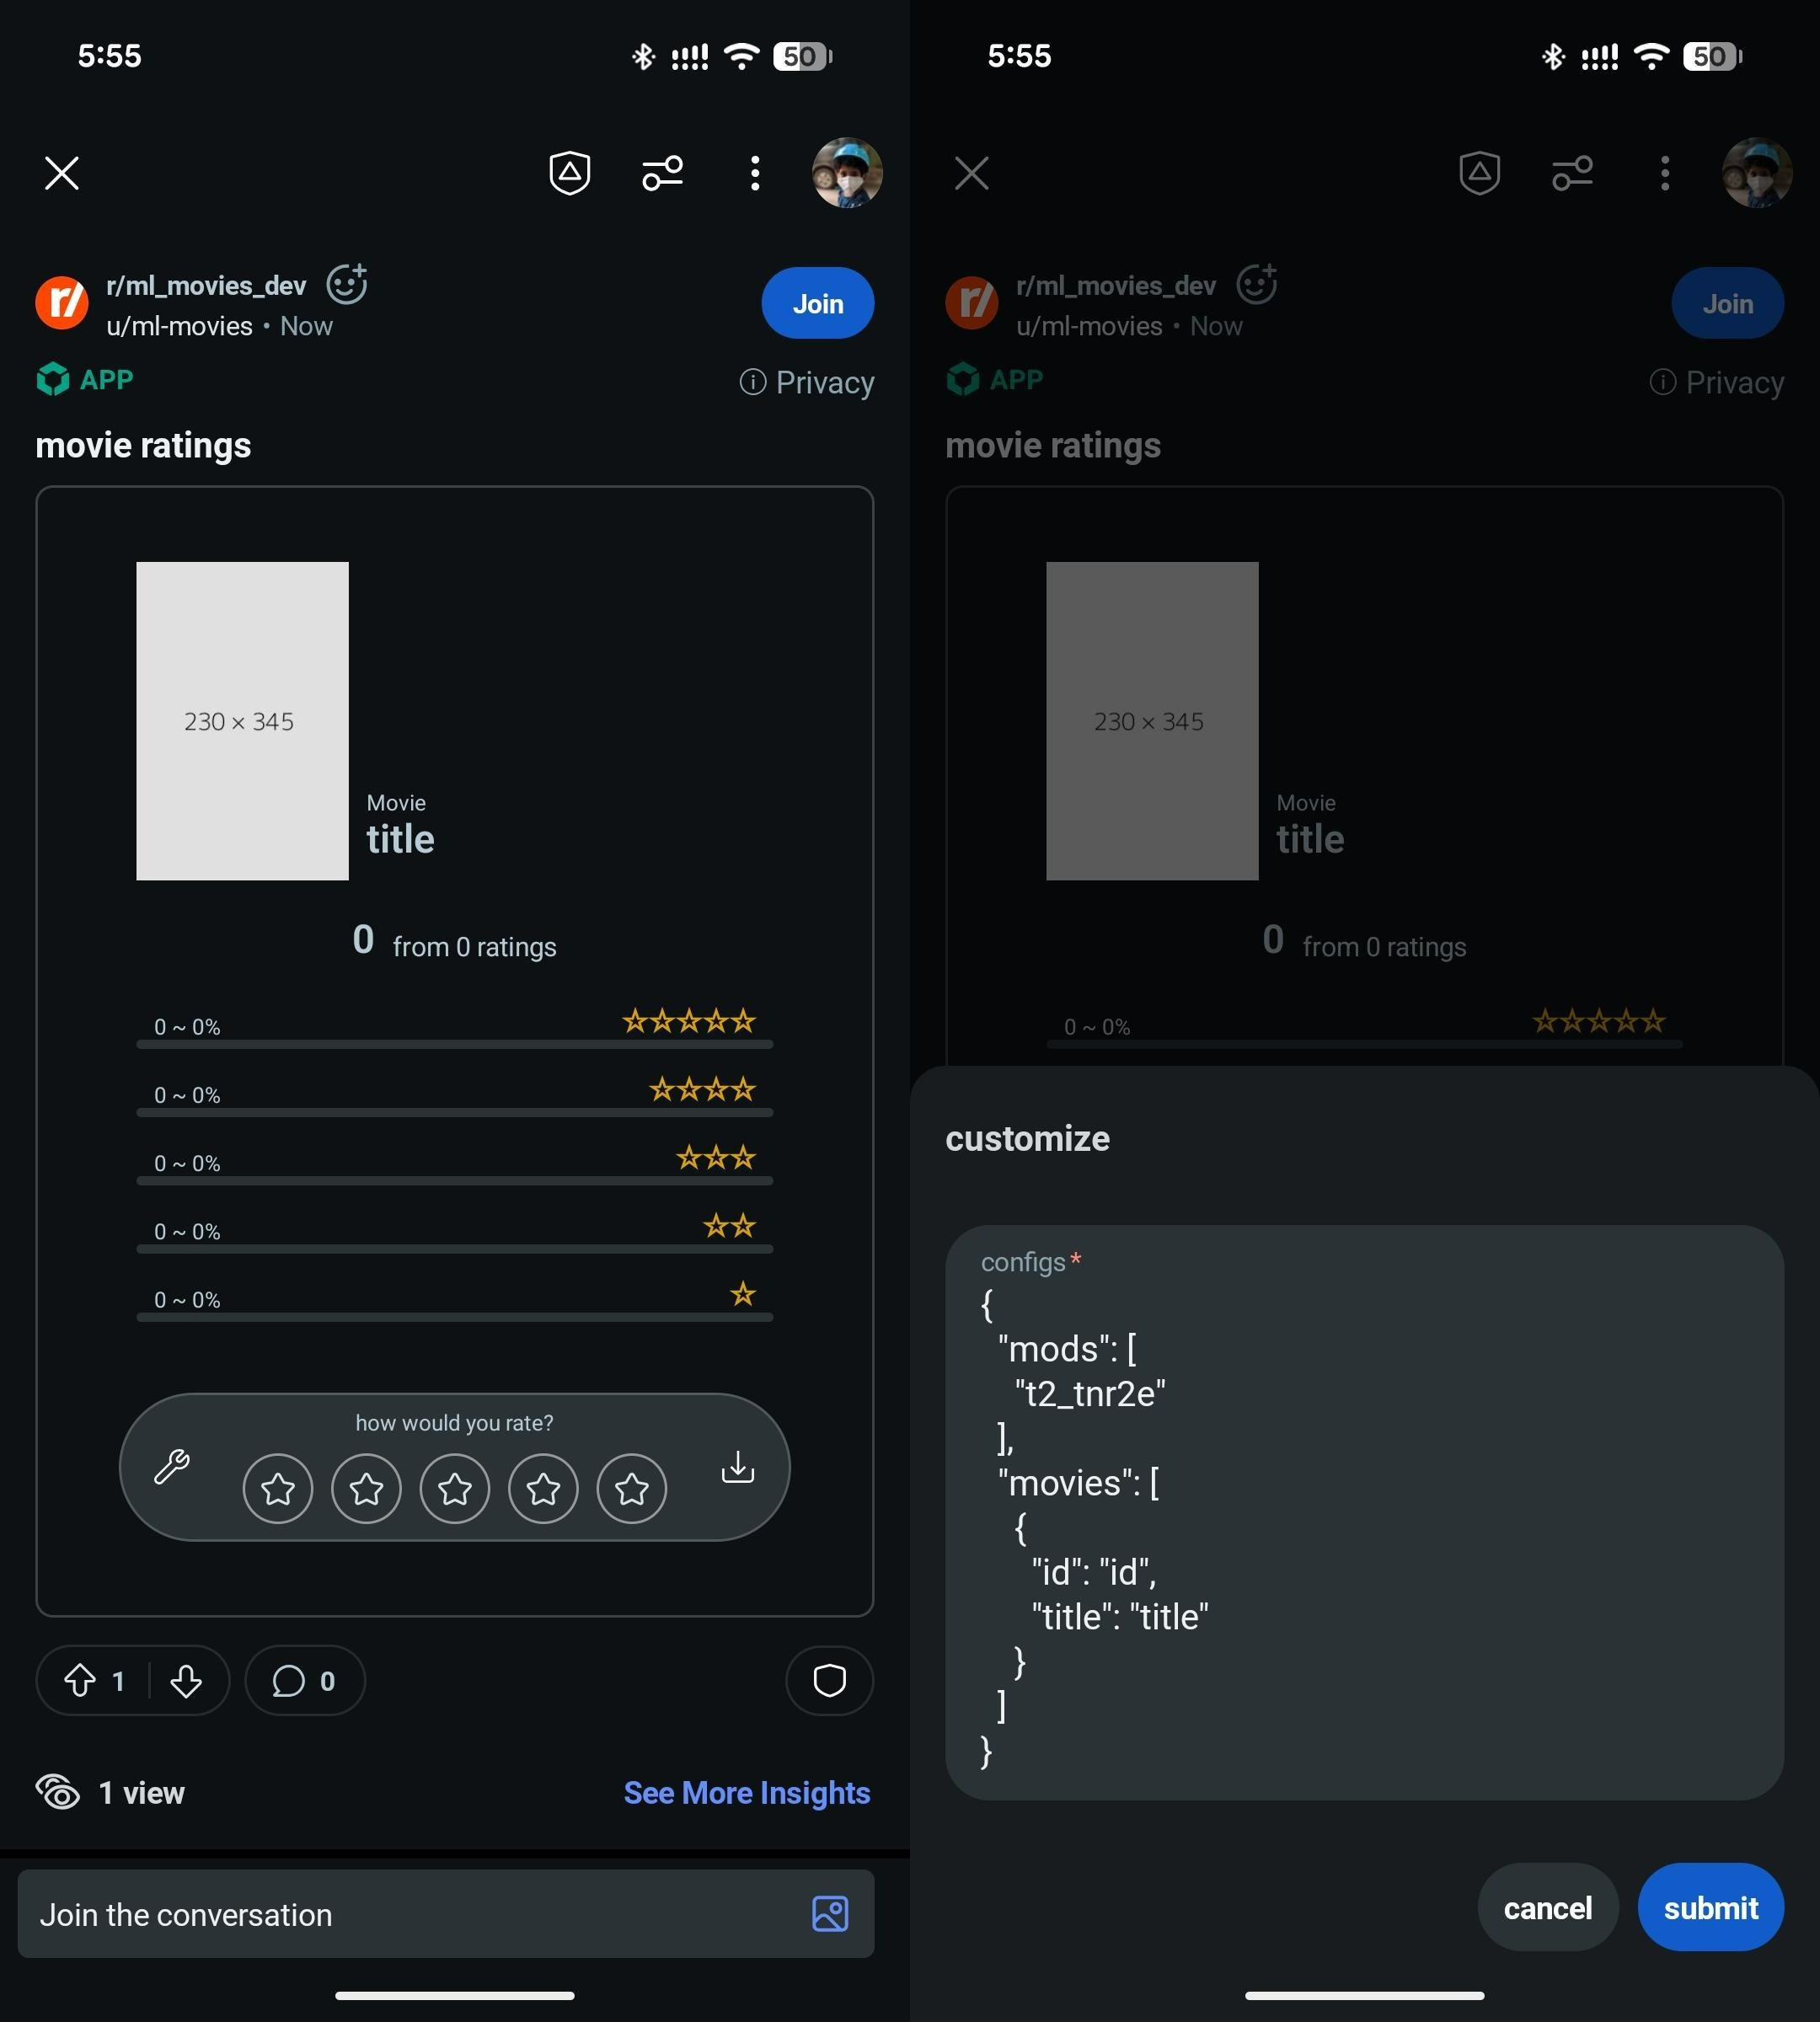 5:55
50
r/ml_movies_dev
u/ml-movies • Now
Join
APP
Privacy
movie ratings
230 × 345
Movie
title
0 from 0 ratings
0 ~ 0%
0 ~ 0%
0 ~ 0%
0 ~ 0%
0 ~ 0%
how would you rate?
1
0
1 view
See More Insights
Join the conversation
5:55
50
r/ml_movies_dev
u/ml-movies • Now
Join
APP
Privacy
movie ratings
230 × 345
Movie
title
0 from 0 ratings
0 ~ 0%
customize
configs*
{
"mods": [
"t2_tnr2e"
],
"movies": [
{
"id": "id",
"title": "title"
}
]
}
cancel
submit